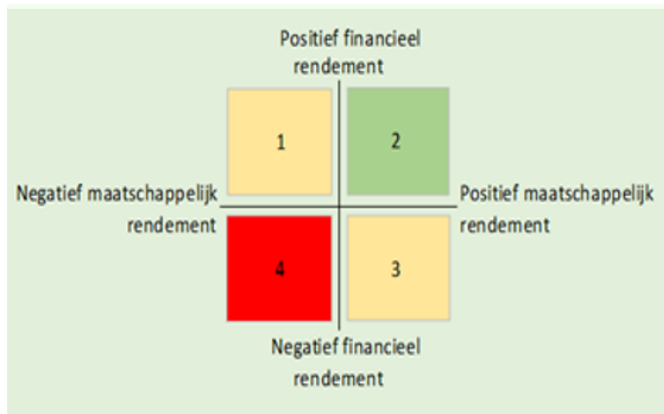 Positief financieel
rendement
1
2
Negatief maatschappelijk
rendement
Positief maatschappelijk
rendement
4
3
Negatief financieel
rendement